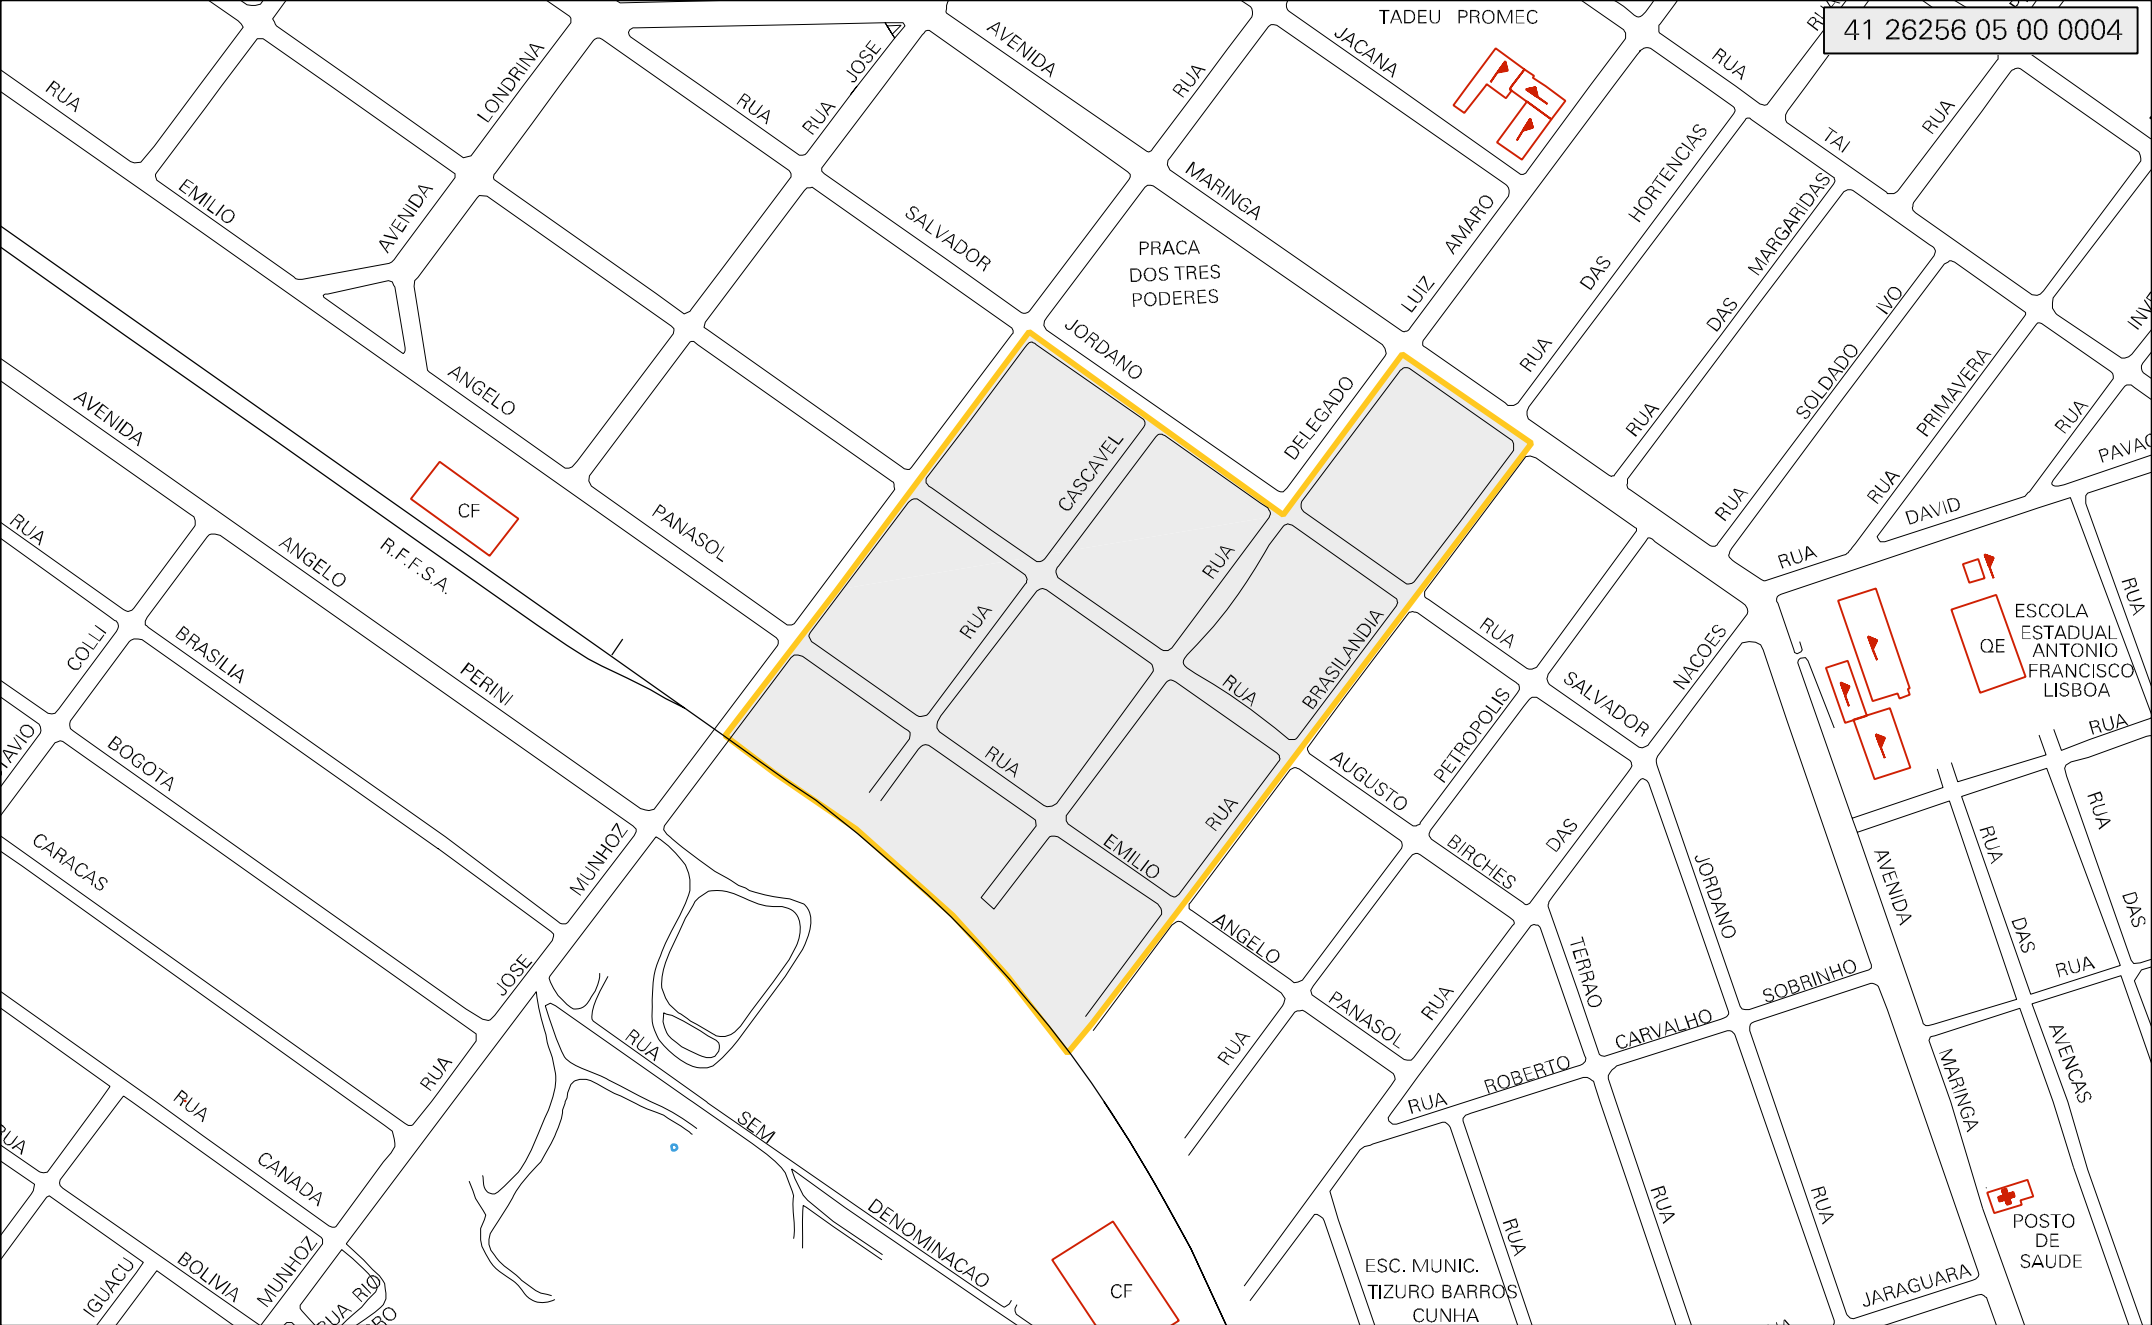 TADEU PROMEC
41 26256 05 00 0004
JACANA
AVENIDA
RUA
RUA
LONDRINA
RUA
RUA
JOSE
RUA
RUA
TAI
RUA
EMILIO
AVENIDA
SALVADOR
MARINGA
PRACA
DOS TRES
PODERES
LUIZ
AMARO
DAS
HORTENCIAS
DAS
MARGARIDAS
IVO
JORDANO
DELEGADO
RUA
RUA
SOLDADO
PRIMAVERA
RUA
ANGELO
AVENIDA
CASCAVEL
RUA
RUA
DAVID
RUA
CF
PANASOL
R.F.F.S.A.
RUA
ANGELO
RUA
RUA
RUA
BRASILANDIA
RUA
SALVADOR
NACOES
ESCOLA
ESTADUAL
ANTONIO
FRANCISCO
LISBOA
QE
RUA
RUA
COLLI
BRASILIA
PERINI
BOGOTA
RUA
RUA
EMILIO
AUGUSTO
PETROPOLIS
BIRCHES
DAS
RUA
RUA
CARACAS
MUNHOZ
JOSE
RUA
ANGELO
PANASOL
RUA
RUA
TERRAO
JORDANO
AVENIDA
DAS
DAS
RUA
SOBRINHO
CARVALHO
ROBERTO
RUA
MARINGA
AVENCAS
RUA
RUA
CANADA
SEM
DENOMINACAO
BOLIVIA
MUNHOZ
IGUACU
RUA RIO
CF
RUA
RUA
RUA
ESC. MUNIC.
TIZURO BARROS
CUNHA
POSTO
DE
SAUDE
JARAGUARA